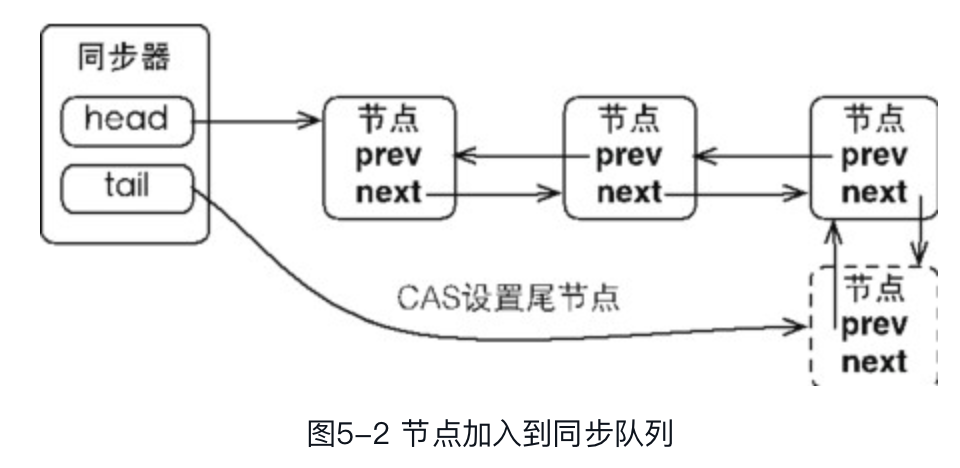 同步器
head
tail
节点
prev
next
节点
prev
next
节点
prev
next
CAS设置尾节点
节点
prev
next
图5-2 节点加入到同步队列